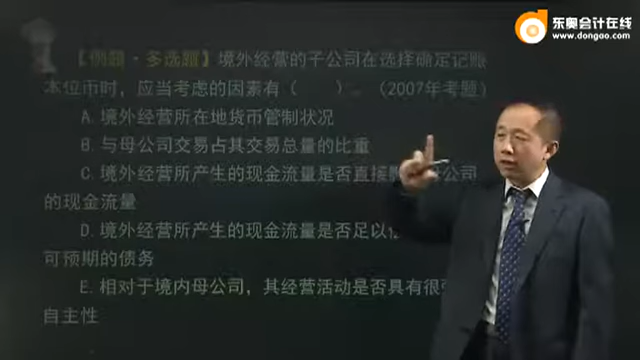 东奥会计在线
www.dongao.com
【例题·多选题】境外经营的子公司在选择确定记账
本位币时，应当考虑的因素有（ ）。（2007年考题）
A.境外经营所在地货币管制状况
B.与母公司交易占其交易总量的比重
C.境外经营所产生的现金流量是否直接 公司
的现金流量
D.境外经营所产生的现金流量是否足以
可预期的债务
E.相对于境内母公司，其经营活动是否具有很
自主性